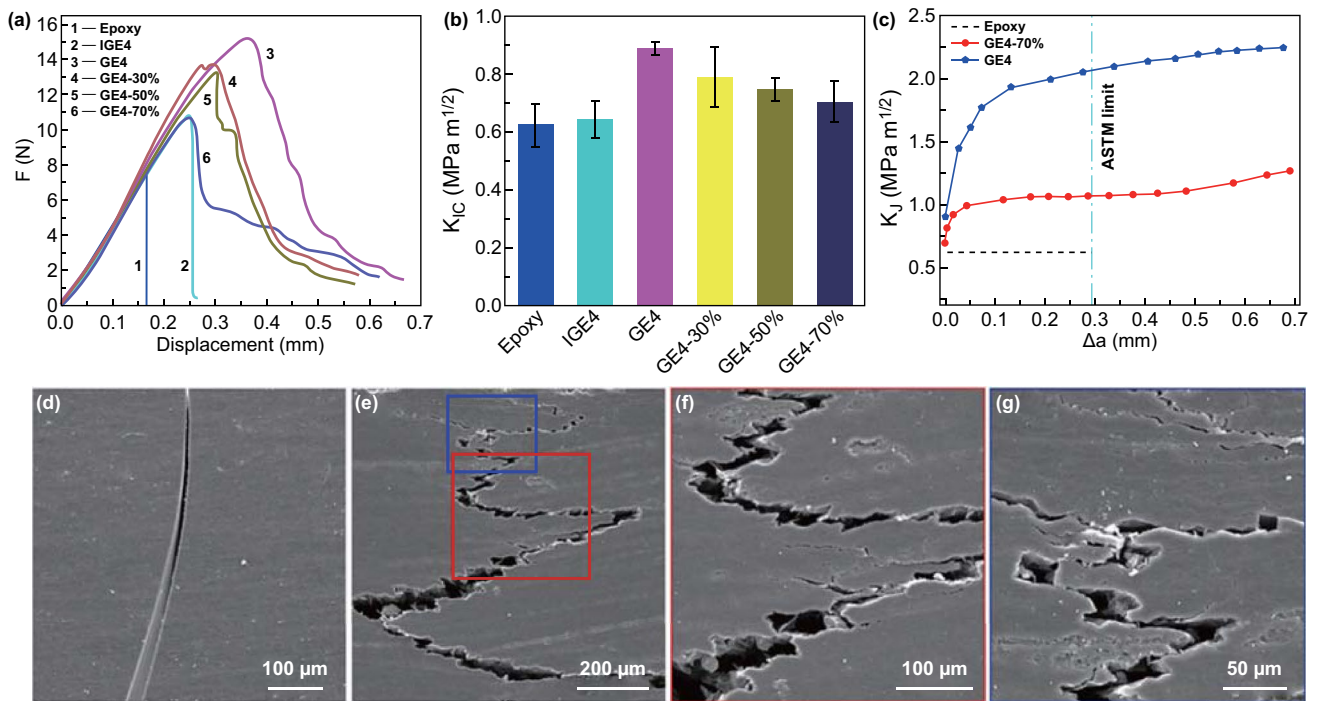 (a)
1 — Epoxy
2 — IGE4
3 — GE4
4 — GE4-30%
5 — GE4-50%
6 — GE4-70%
16
14
12
10
8
6
4
2
0
F (N)
1
2
3
4
5
6
0.0 0.1 0.2 0.3 0.4 0.5 0.6 0.7
Displacement (mm)
(b)
1.0
0.8
0.6
0.4
0.2
0.0
K_IC (MPa m^1/2)
Epoxy IGE4 GE4 GE4-30% GE4-50% GE4-70%
(c)
2.5
2.0
1.5
1.0
0.5
K_J (MPa m^1/2)
Epoxy
GE4-70%
GE4
ASTM limit
0.0 0.1 0.2 0.3 0.4 0.5 0.6 0.7
Δa (mm)
(d)
100 µm
(e)
200 µm
(f)
100 µm
(g)
50 µm